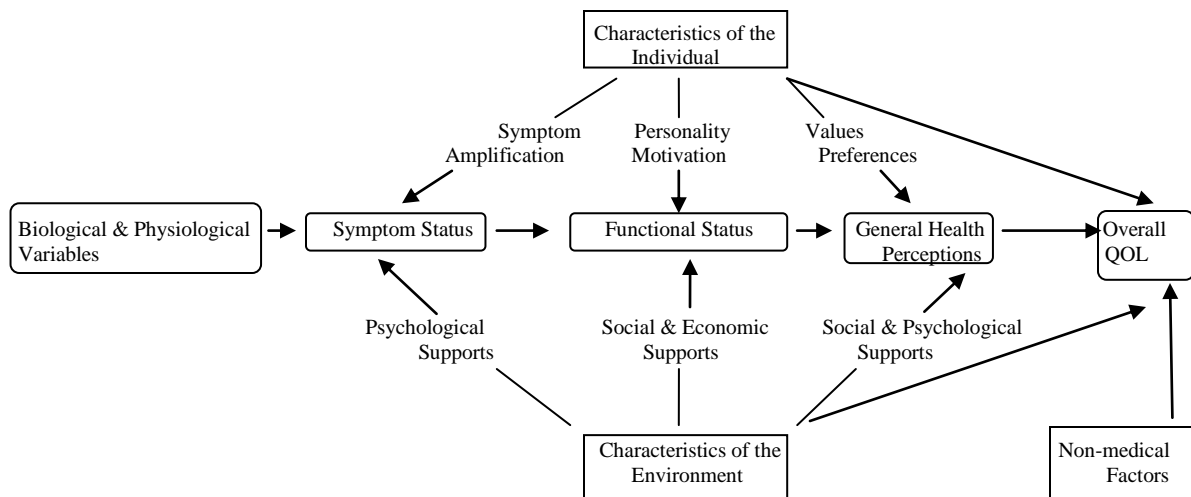 Characteristics of the
Individual
Symptom
Amplification
Personality
Motivation
Values
Preferences
Biological & Physiological
Variables
Symptom Status
Functional Status
General Health
Perceptions
Overall
QOL
Psychological
Supports
Social & Economic
Supports
Social & Psychological
Supports
Characteristics of the
Environment
Non-medical
Factors